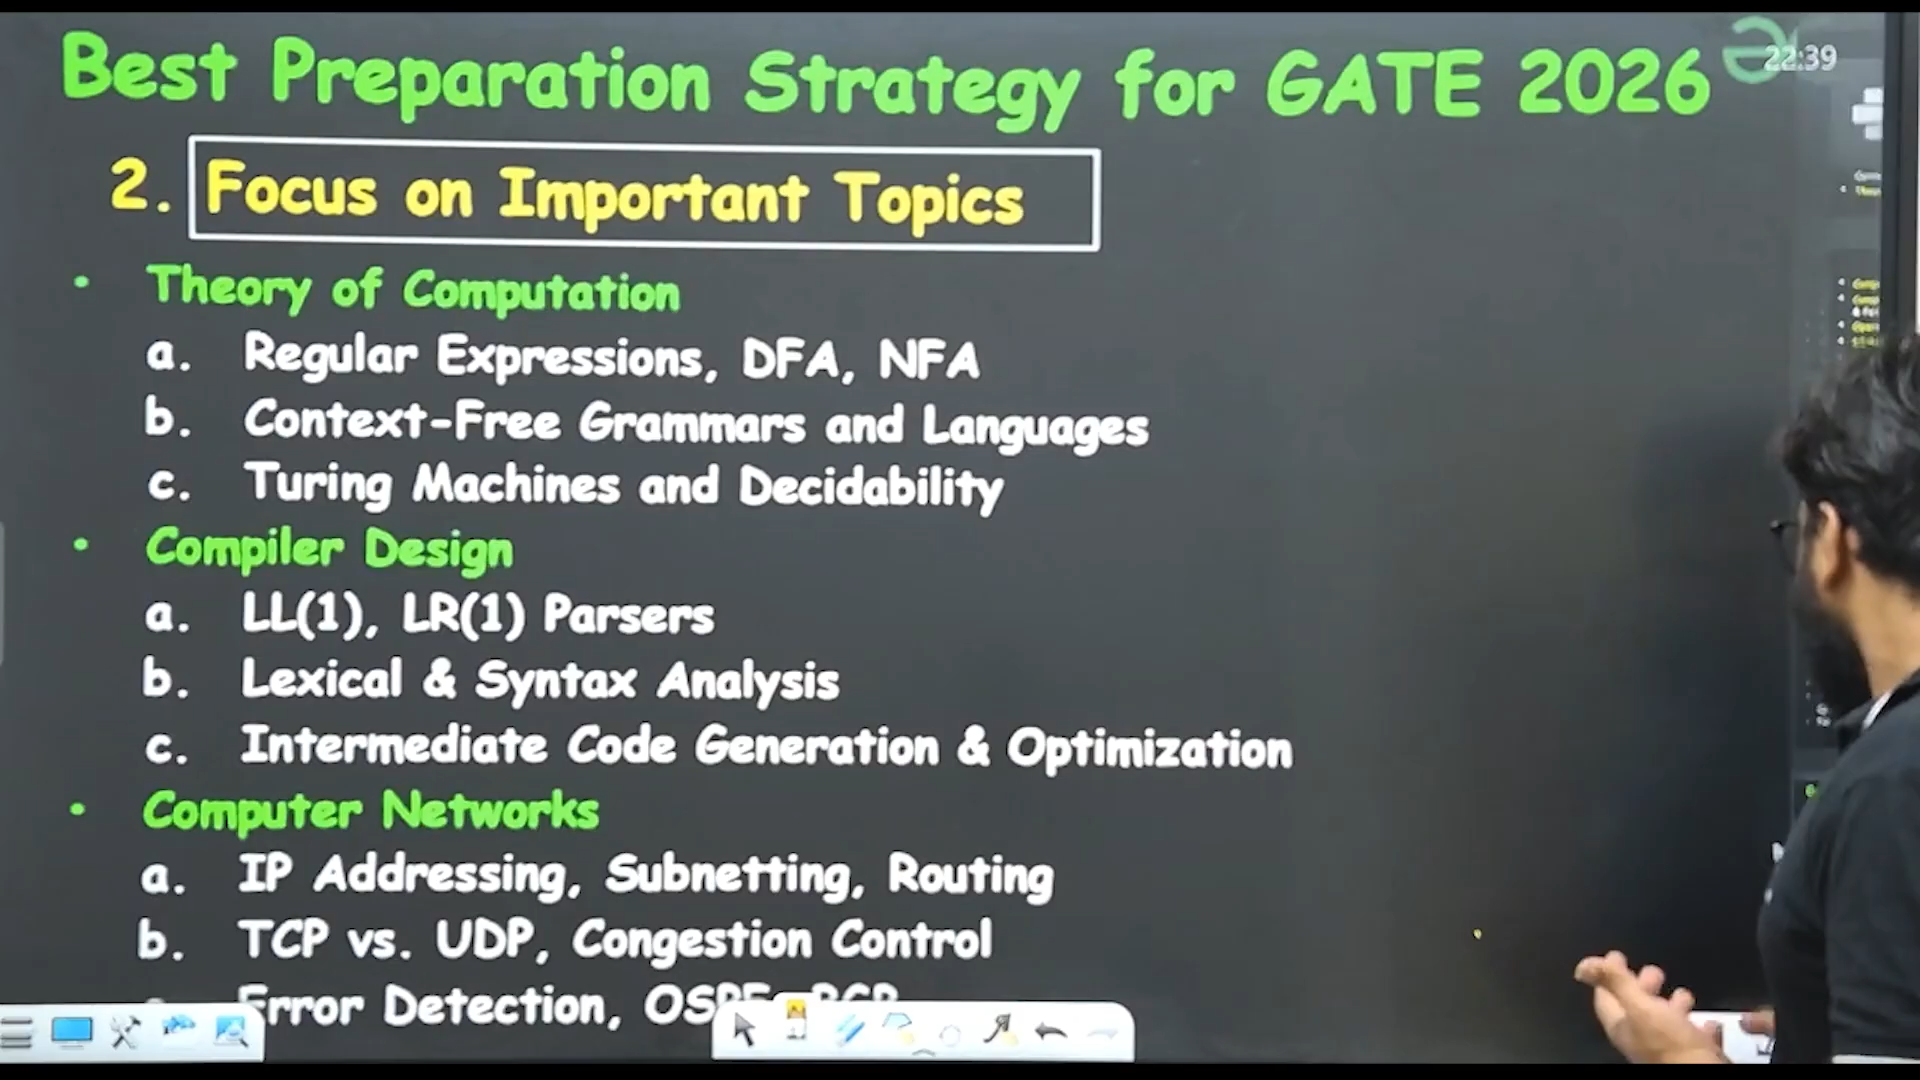 Best Preparation Strategy for GATE 2026
22:39
2. Focus on Important Topics
• Theory of Computation
a. Regular Expressions, DFA, NFA
b. Context-Free Grammars and Languages
c. Turing Machines and Decidability
• Compiler Design
a. LL(1), LR(1) Parsers
b. Lexical & Syntax Analysis
c. Intermediate Code Generation & Optimization
• Computer Networks
a. IP Addressing, Subnetting, Routing
b. TCP vs. UDP, Congestion Control
Error Detection, OSPF, BGP